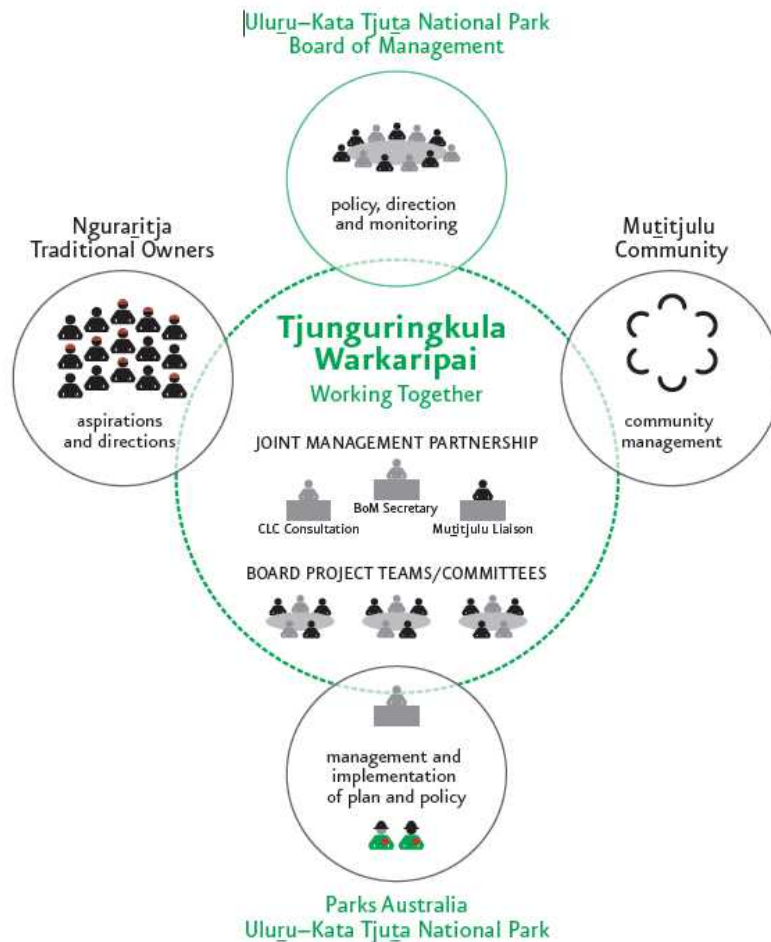 Uluṟu–Kata Tjuṯa National Park
Board of Management
policy, direction
and monitoring
Nguraṟitja
Traditional Owners
aspirations
and directions
Muṯitjulu
Community
community
management
Tjunguringkula
Warkaripai
Working Together
JOINT MANAGEMENT PARTNERSHIP
CLC Consultation
BoM Secretary
Muṯitjulu Liaison
BOARD PROJECT TEAMS/COMMITTEES
management and
implementation
of plan and policy
Parks Australia
Uluṟu–Kata Tjuṯa National Park